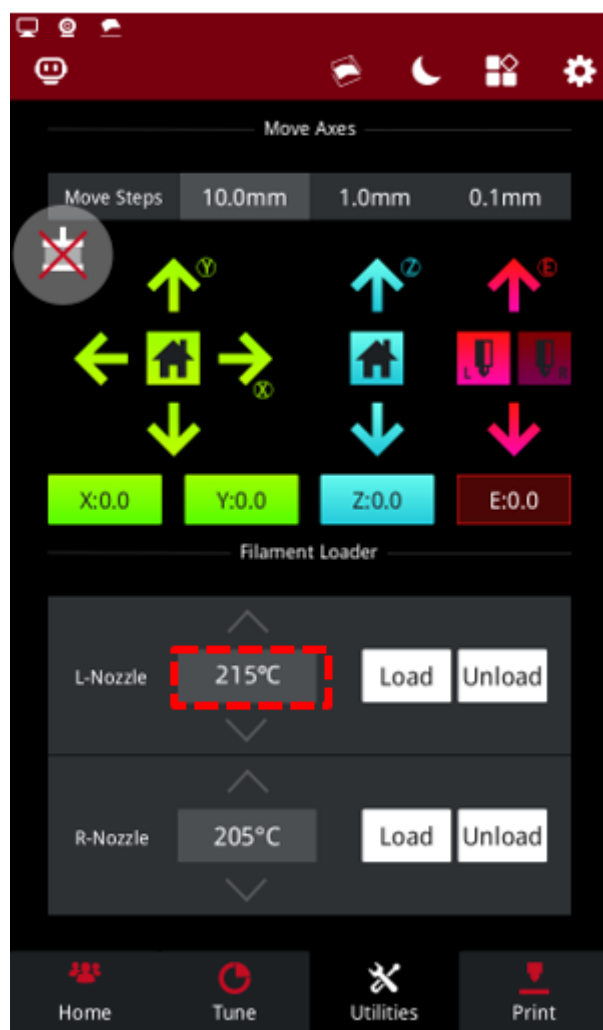 Move Axes
Move Steps 10.0mm 1.0mm 0.1mm
Y Z E
X
L R
X:0.0 Y:0.0 Z:0.0 E:0.0
Filament Loader
L-Nozzle 215℃ Load Unload
R-Nozzle 205°C Load Unload
Home Tune Utilities Print